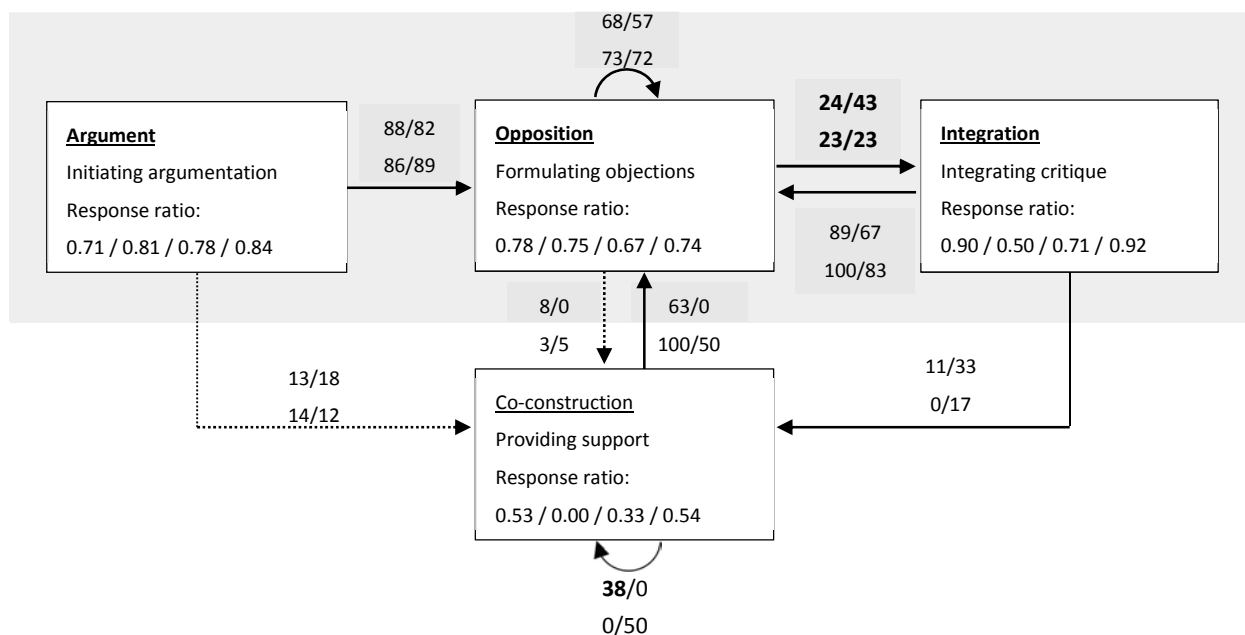 68/57
73/72
Argument
Initiating argumentation
Response ratio:
0.71 / 0.81 / 0.78 / 0.84
88/82
86/89
Opposition
Formulating objections
Response ratio:
0.78 / 0.75 / 0.67 / 0.74
24/43
23/23
89/67
100/83
Integration
Integrating critique
Response ratio:
0.90 / 0.50 / 0.71 / 0.92
8/0
3/5
63/0
100/50
13/18
14/12
11/33
0/17
Co-construction
Providing support
Response ratio:
0.53 / 0.00 / 0.33 / 0.54
38/0
0/50